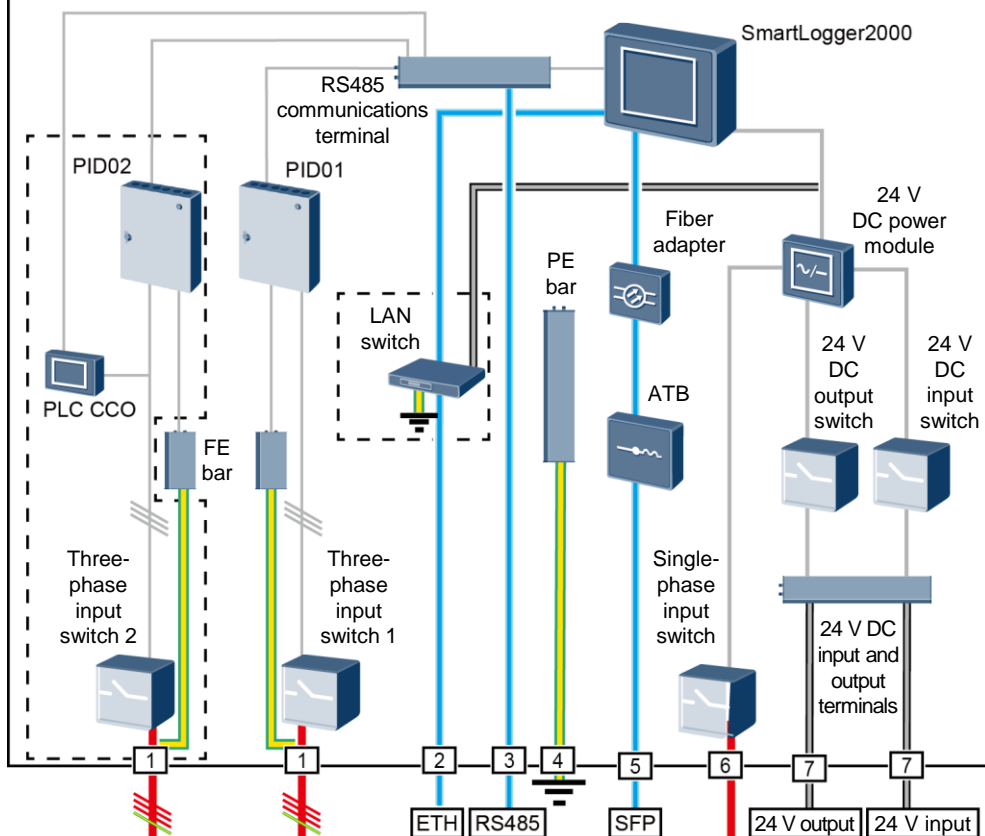 SmartLogger2000
RS485
communications
terminal
PID02
PID01
24 V
DC power
module
Fiber
adapter
PE
bar
LAN
switch
24 V
DC
output
switch
24 V
DC
input
switch
PLC CCO
ATB
FE
bar
Three-
phase
input
switch 2
Three-
phase
input
switch 1
Single-
phase
input
switch
24 V DC
input and
output
terminals
1
1
2
3
4
5
6
7
7
ETH
RS485
SFP
24 V output
24 V input